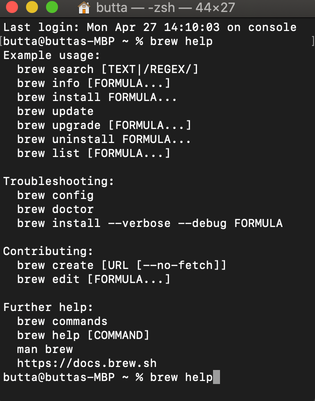 butta — -zsh — 44×27
Last login: Mon Apr 27 14:10:03 on console
[butta@buttas-MBP ~ % brew help ]
Example usage:
  brew search [TEXT|/REGEX/]
  brew info [FORMULA...]
  brew install FORMULA...
  brew update
  brew upgrade [FORMULA...]
  brew uninstall FORMULA...
  brew list [FORMULA...]

Troubleshooting:
  brew config
  brew doctor
  brew install --verbose --debug FORMULA

Contributing:
  brew create [URL [--no-fetch]]
  brew edit [FORMULA...]

Further help:
  brew commands
  brew help [COMMAND]
  man brew
  https://docs.brew.sh
butta@buttas-MBP ~ % brew help